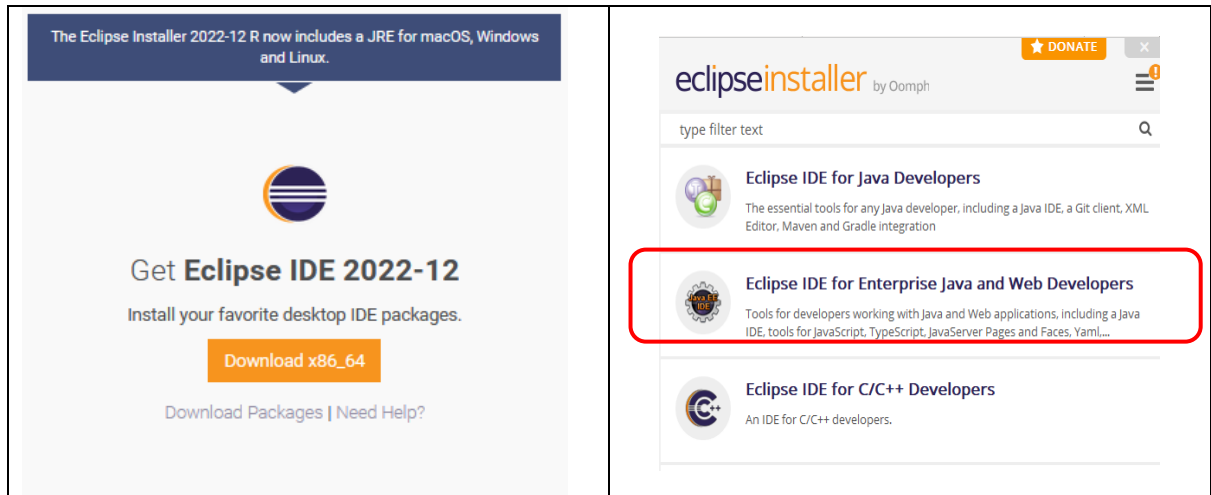 The Eclipse Installer 2022-12 R now includes a JRE for macOS, Windows
and Linux.
Get Eclipse IDE 2022-12
Install your favorite desktop IDE packages.
Download x86_64
Download Packages | Need Help?
DONATE
X
eclipseinstaller by Oomph
!
type filter text
Eclipse IDE for Java Developers
The essential tools for any Java developer, including a Java IDE, a Git client, XML
Editor, Maven and Gradle integration
Java EE
IDE
Eclipse IDE for Enterprise Java and Web Developers
Tools for developers working with Java and Web applications, including a Java
IDE, tools for JavaScript, TypeScript, JavaServer Pages and Faces, Yaml,...
C++
Eclipse IDE for C/C++ Developers
An IDE for C/C++ developers.